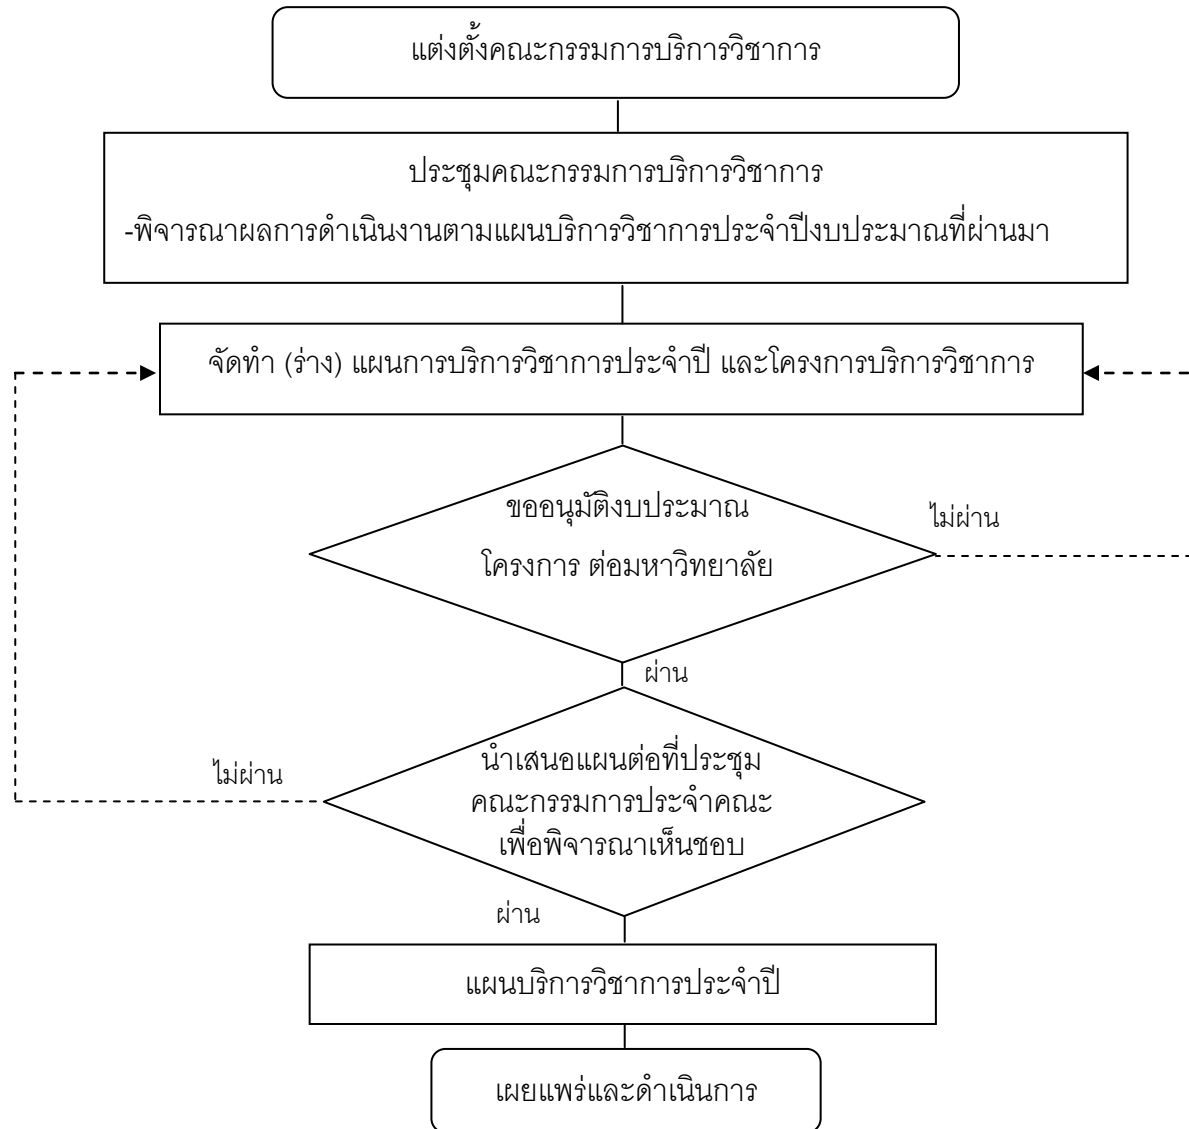 แต่งตั้งคณะกรรมการบริการวิชาการ
ประชุมคณะกรรมการบริการวิชาการ
-พิจารณาผลการดำเนินงานตามแผนบริการวิชาการประจำปีงบประมาณที่ผ่านมา
จัดทำ (ร่าง) แผนการบริการวิชาการประจำปี และโครงการบริการวิชาการ
ขออนุมัติงบประมาณ
โครงการ ต่อมหาวิทยาลัย
ไม่ผ่าน
ผ่าน
นำเสนอแผนต่อที่ประชุม
คณะกรรมการประจำคณะ
เพื่อพิจารณาเห็นชอบ
ไม่ผ่าน
ผ่าน
แผนบริการวิชาการประจำปี
เผยแพร่และดำเนินการ